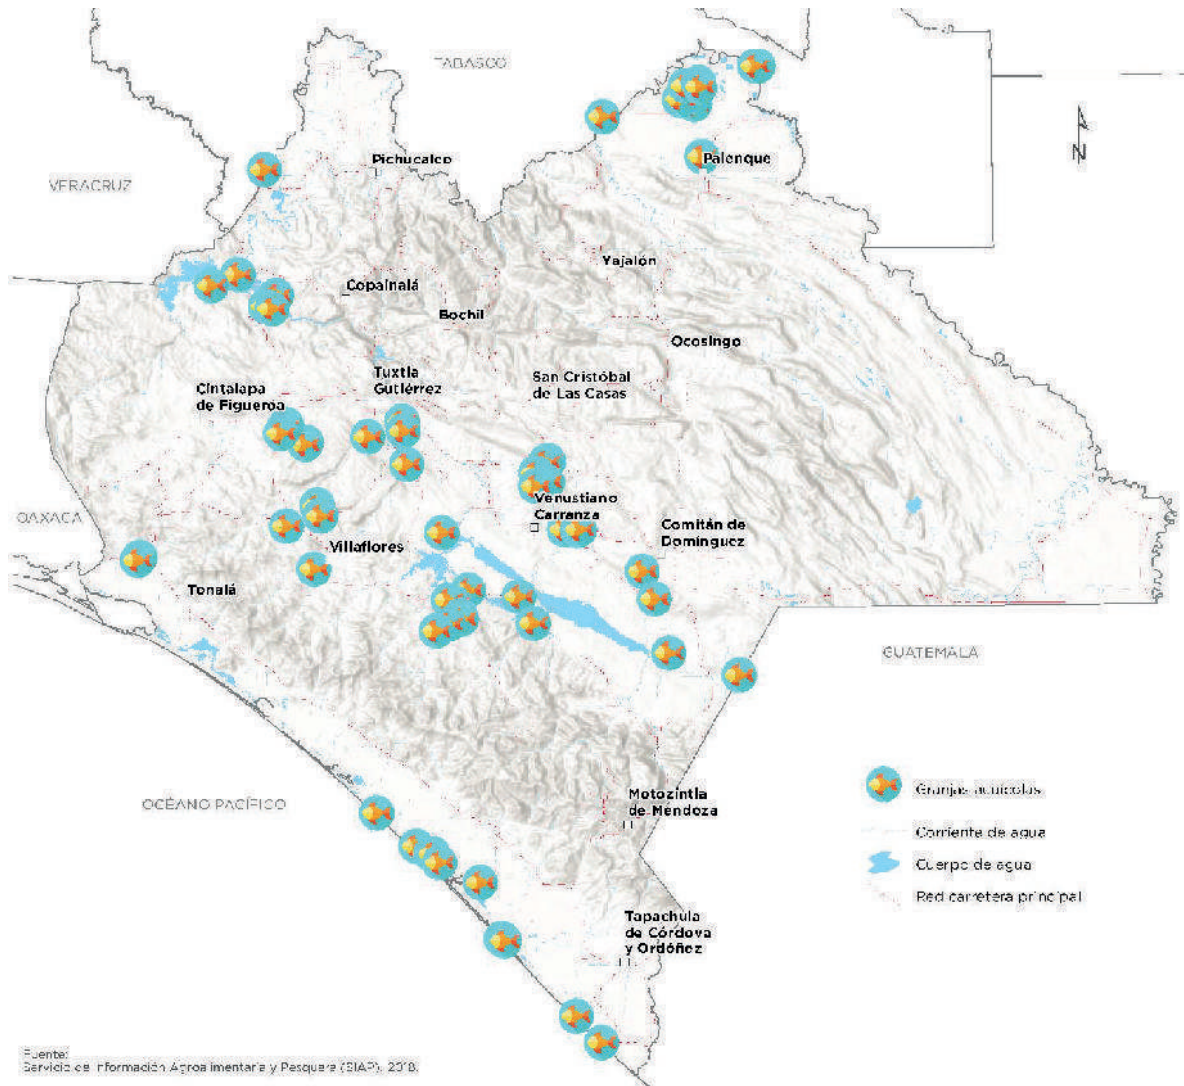 TABASCO
Pichucalco
Palenque
VERACRUZ
Yajalón
Copainalá
Bochil
Ocosingo
Tuxtla
Gutiérrez
San Cristóbal
de Las Casas
Cintalapa
de Figueroa
Venustiano
Carranza
OAXACA
Comitán de
Domínguez
Villaflores
Tonalá
GUATEMALA
Motozintla
de Mendoza
OCÉANO PACÍFICO
Granjas acuícolas
Corriente de agua
Cuerpo de agua
Red carretera principal
Tapachula
de Córdova
y Ordóñez
N
Fuente:
Servicio de Información Agroalimentaria y Pesquera (SIAP), 2018.